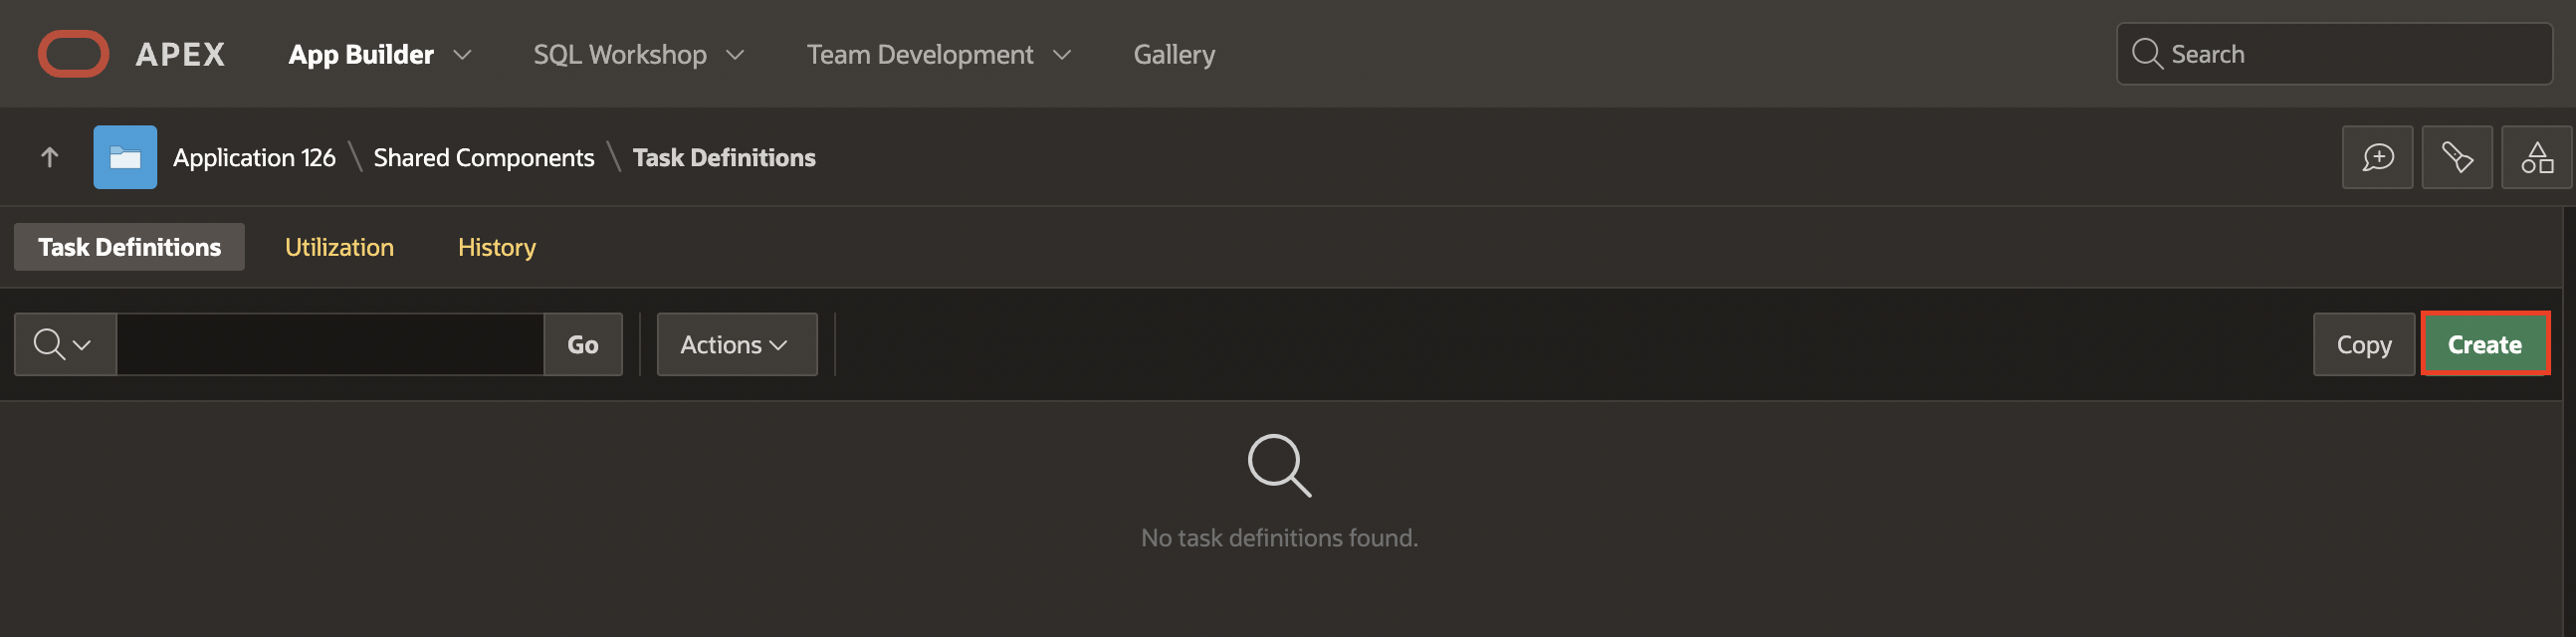 APEX App Builder SQL Workshop Team Development Gallery Search
Application 126 \ Shared Components \ Task Definitions
Task Definitions Utilization History
Go Actions Copy Create
No task definitions found.